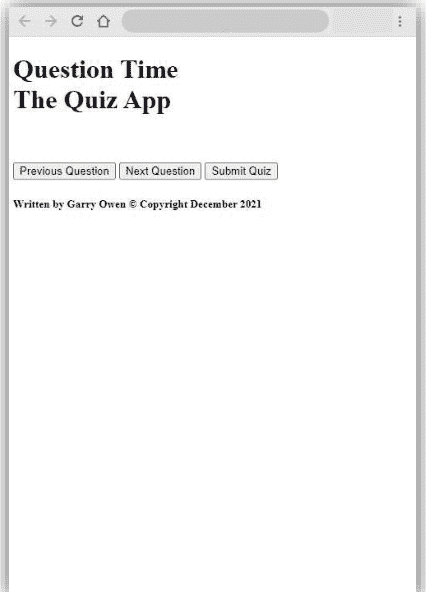 Question Time
The Quiz App
Previous Question Next Question Submit Quiz
Written by Garry Owen © Copyright December 2021